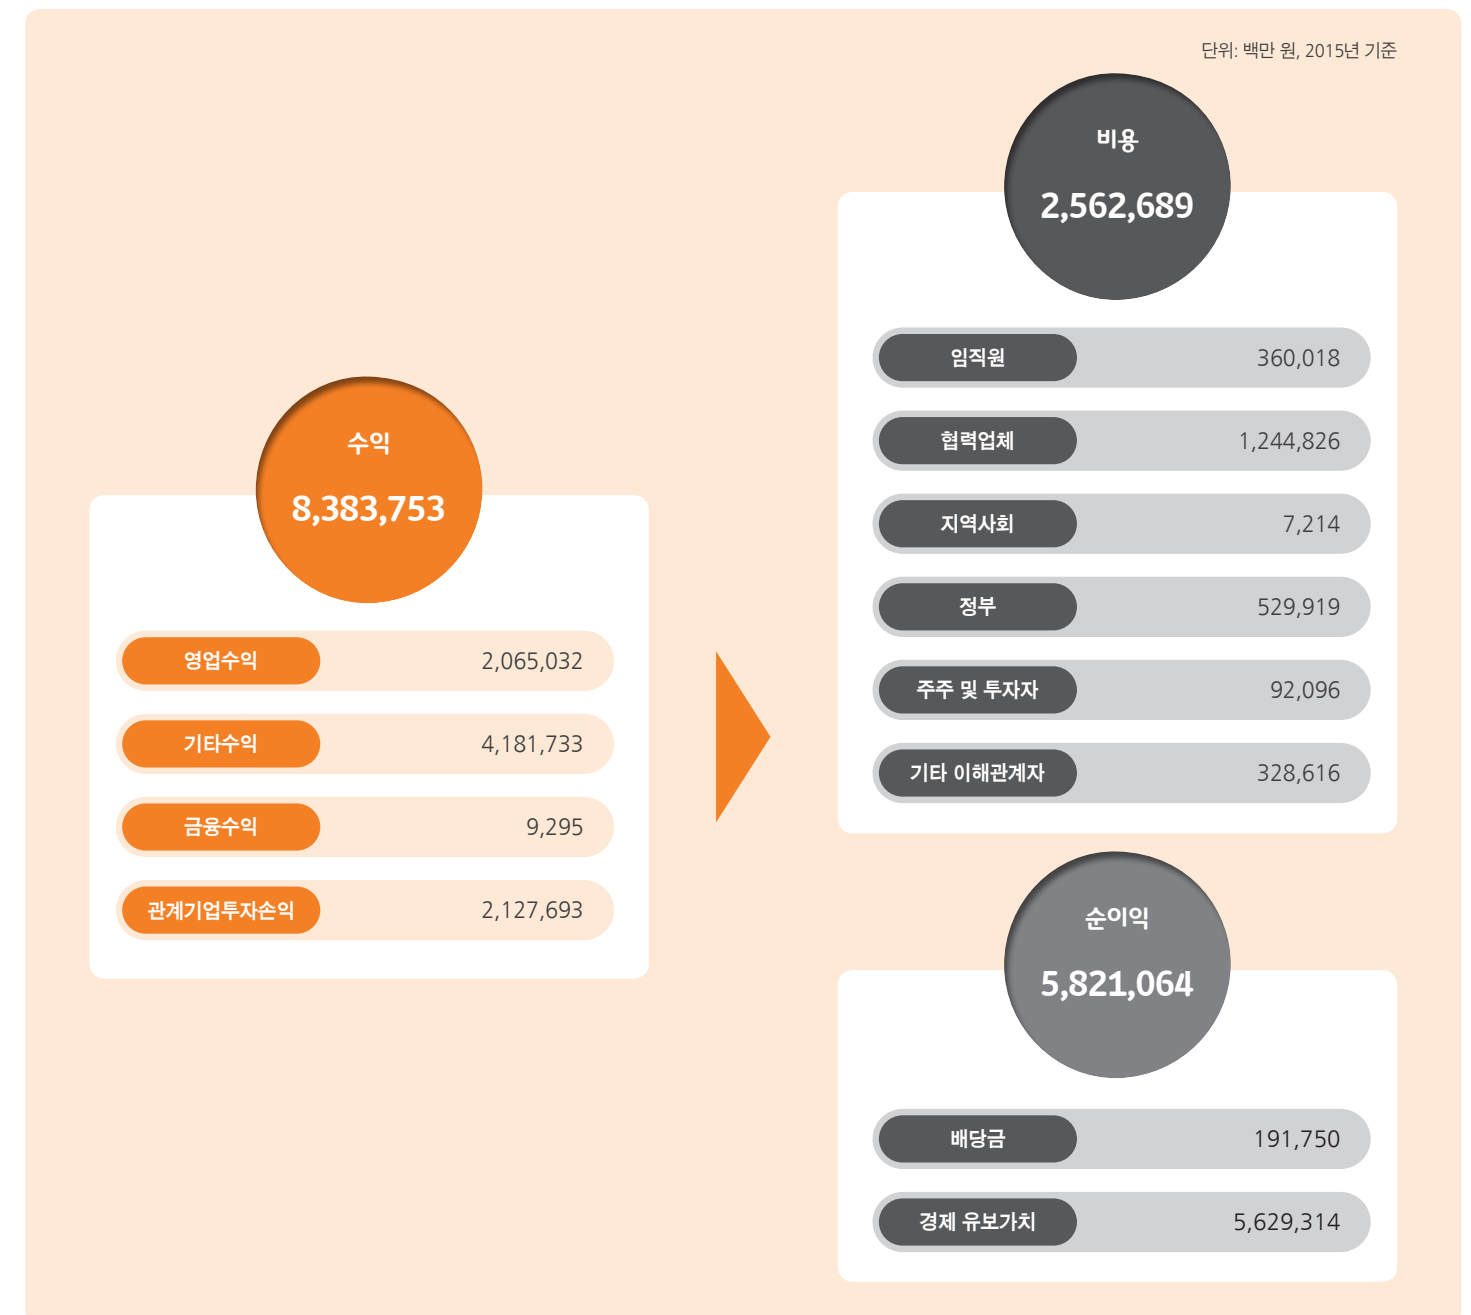 단위: 백만 원, 2015년 기준
수익
8,383,753
영업수익 2,065,032
기타수익 4,181,733
금융수익 9,295
관계기업투자손익 2,127,693
비용
2,562,689
임직원 360,018
협력업체 1,244,826
지역사회 7,214
정부 529,919
주주 및 투자자 92,096
기타 이해관계자 328,616
순이익
5,821,064
배당금 191,750
경제 유보가치 5,629,314